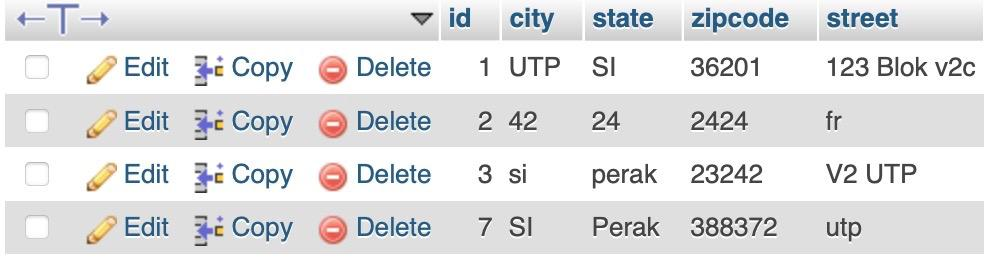 id city state zipcode street
Edit Copy Delete 1 UTP SI 36201 123 Blok v2c
Edit Copy Delete 2 42 24 2424 fr
Edit Copy Delete 3 si perak 23242 V2 UTP
Edit Copy Delete 7 SI Perak 388372 utp